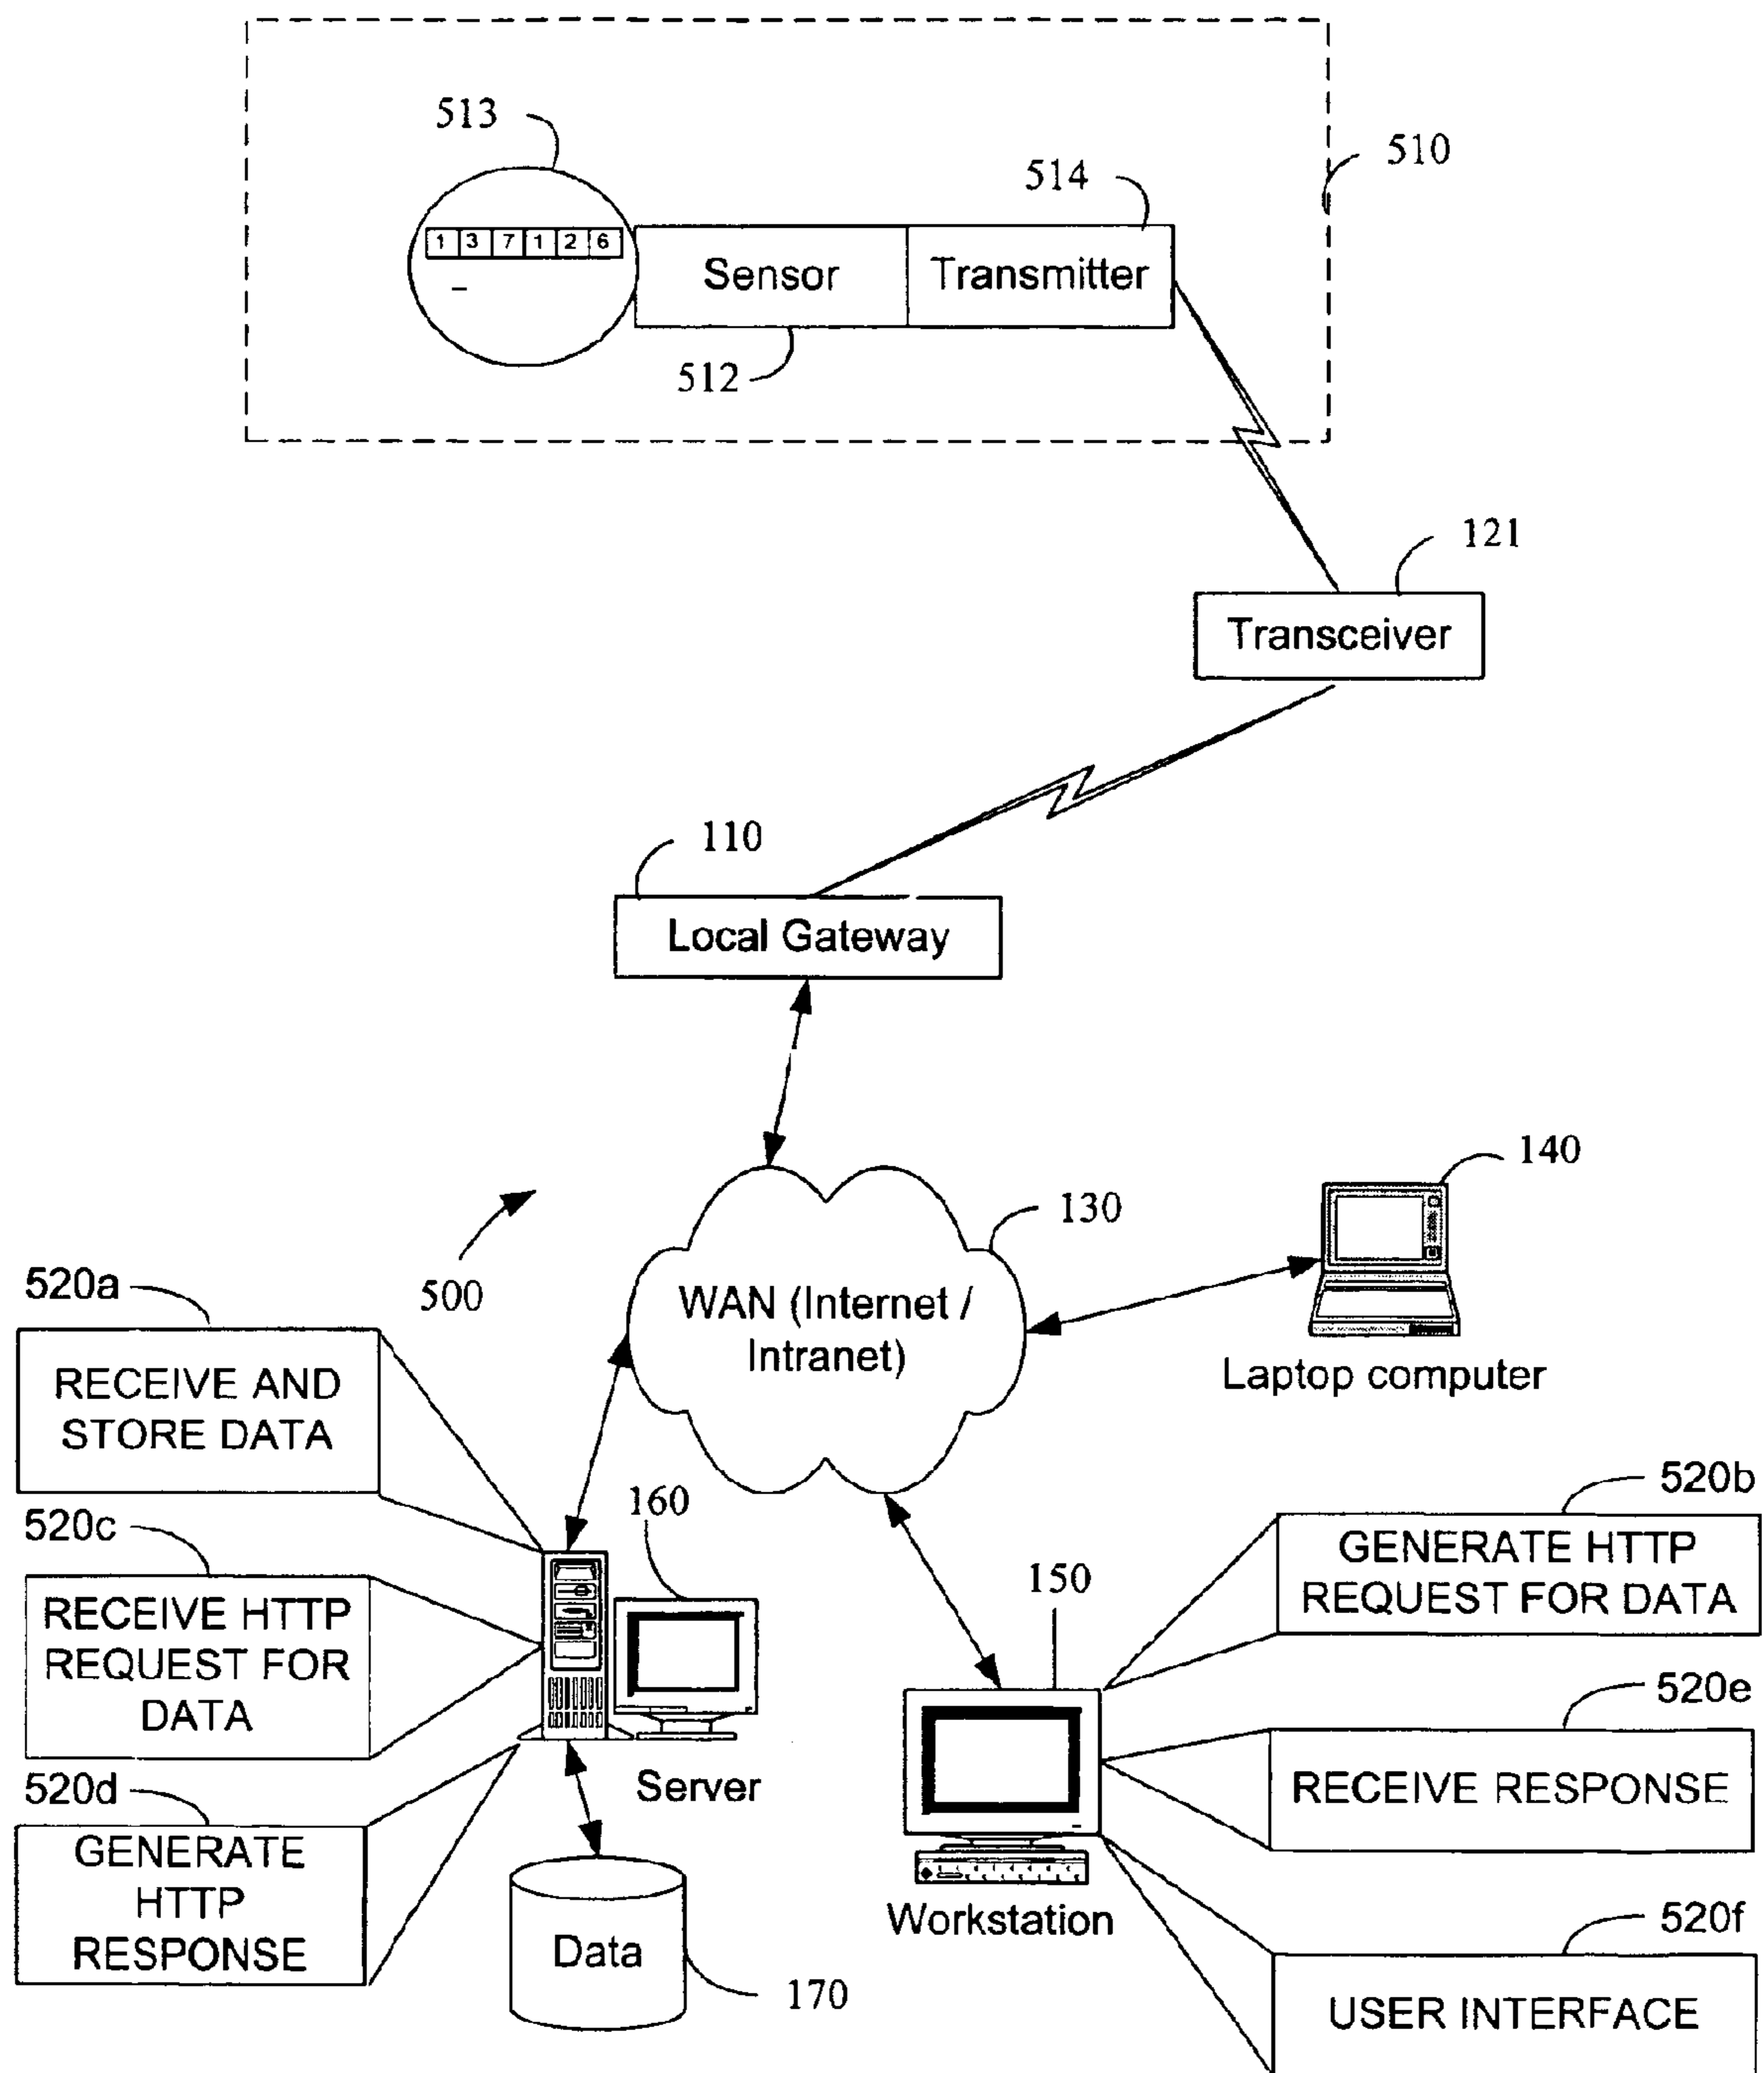 513
510
514
1 3 7 1 2 6
Sensor
Transmitter
512
121
Transceiver
110
Local Gateway
140
130
500
WAN (Internet /
Intranet)
Laptop computer
520a
RECEIVE AND
STORE DATA
520b
GENERATE HTTP
REQUEST FOR DATA
160
520c
RECEIVE HTTP
REQUEST FOR
DATA
150
520e
RECEIVE RESPONSE
Server
520d
GENERATE
HTTP
RESPONSE
Data
170
Workstation
520f
USER INTERFACE